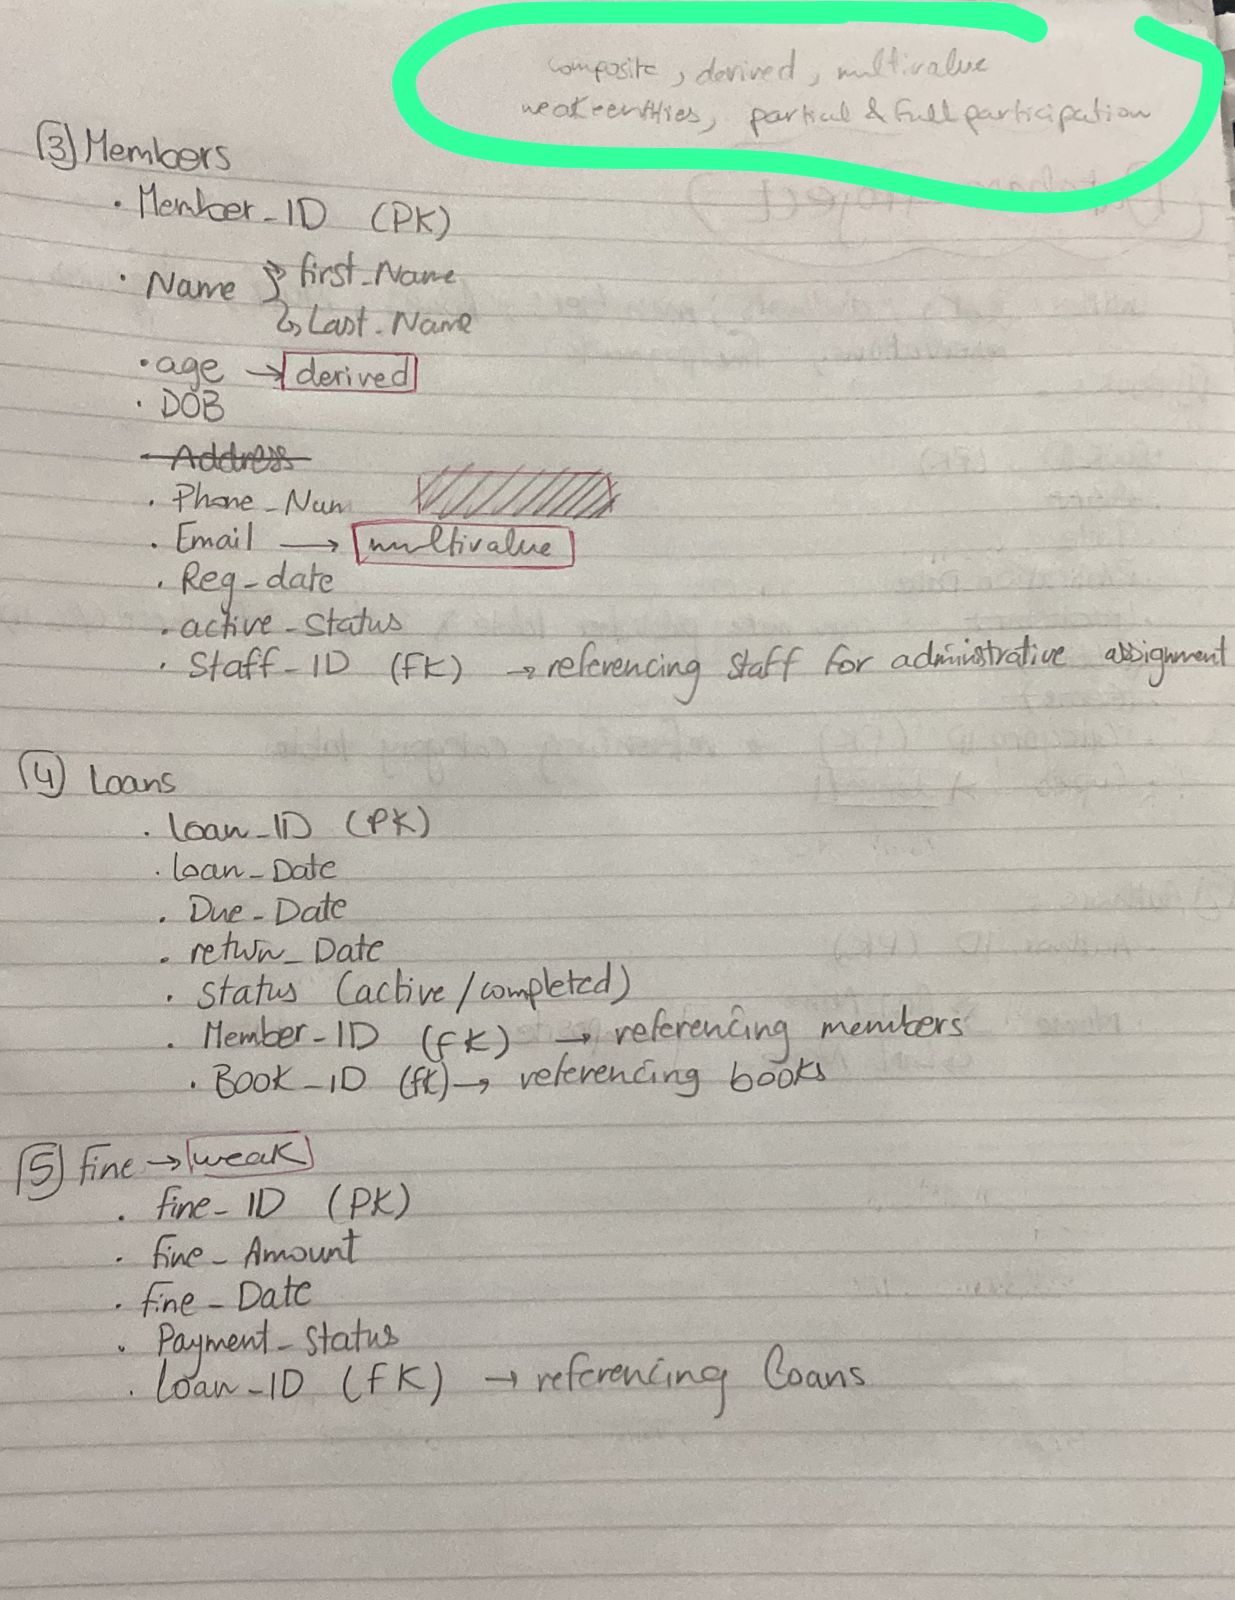 composite, derived, multivalue
weak entities, partial & full participation
③ Members
· Member_ID (PK)
· Name first_Name
Last_Name
· age → derived
· DOB
Address
· Phone_Num
· Email → multivalue
· Reg_date
· active_Status
· Staff_ID (FK) → referencing Staff for adminstrative assignment
④ Loans
· loan_ID (PK)
· loan_Date
· Due_Date
· return_Date
· Status (active/completed)
· Member_ID (fK) → referencing members
· Book_ID (fk) → referencing books
⑤ fine → weak
· fine_ID (PK)
· fine_Amount
· fine_Date
· Payment_Status
· loan_ID (fK) → referencing loans